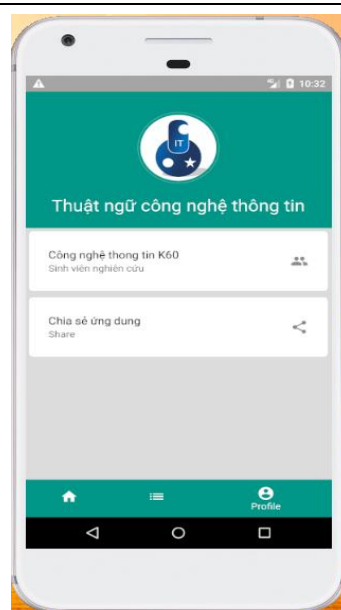 10:32
IT
Thuật ngữ công nghệ thông tin
Công nghệ thong tin K60
Sinh viên nghiên cứu
Chia sẻ ứng dụng
Share
Profile